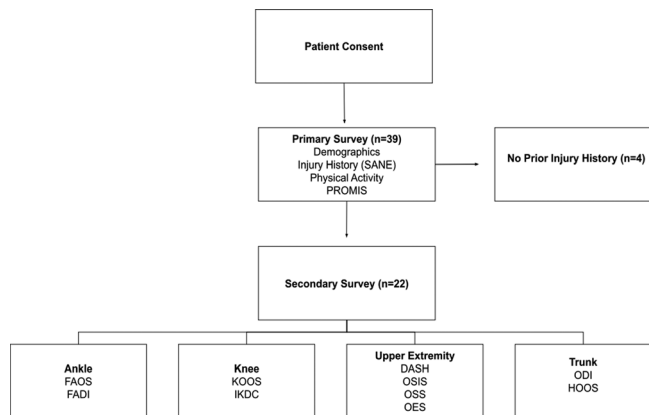 Patient Consent
Primary Survey (n=39)
Demographics
Injury History (SANE)
Physical Activity
PROMIS
No Prior Injury History (n=4)
Secondary Survey (n=22)
Ankle
FAOS
FADI
Knee
KOOS
IKDC
Upper Extremity
DASH
OSIS
OSS
OES
Trunk
ODI
HOOS